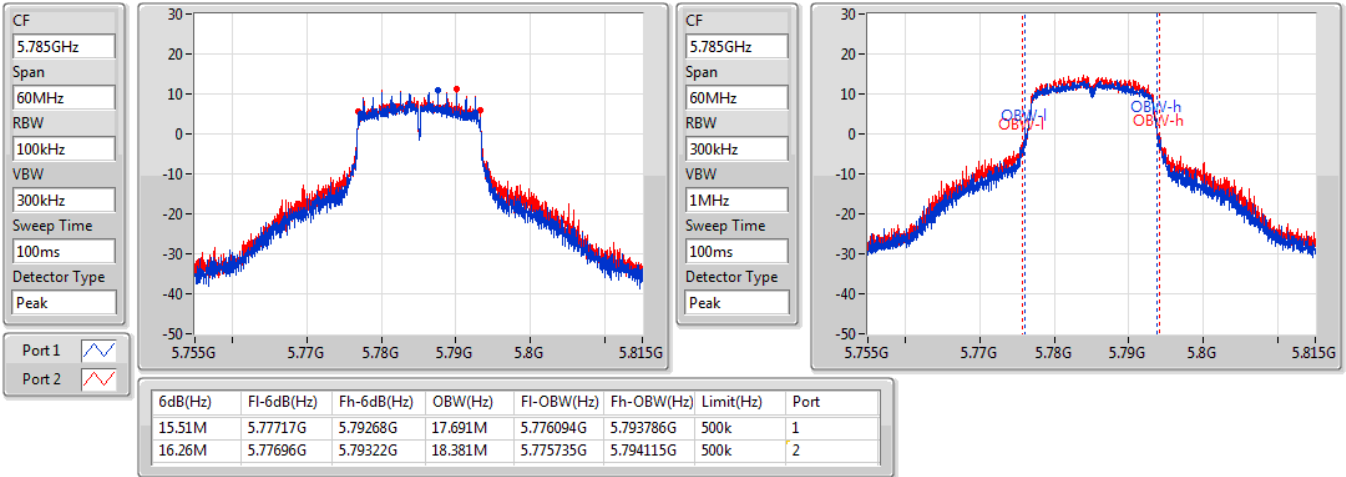 CF
5.785GHz
Span
60MHz
RBW
100kHz
VBW
300kHz
Sweep Time
100ms
Detector Type
Peak
Port 1
Port 2
30
20
10
0
-10
-20
-30
-40
-50
5.755G 5.77G 5.78G 5.79G 5.8G 5.815G
CF
5.785GHz
Span
60MHz
RBW
300kHz
VBW
1MHz
Sweep Time
100ms
Detector Type
Peak
30
20
10
0
-10
-20
-30
-40
-50
OBW-l OBW-h
OBW-l OBW-h
5.755G 5.77G 5.78G 5.79G 5.8G 5.815G
6dB(Hz) Fl-6dB(Hz) Fh-6dB(Hz) OBW(Hz) Fl-OBW(Hz) Fh-OBW(Hz) Limit(Hz) Port
15.51M 5.77717G 5.79268G 17.691M 5.776094G 5.793786G 500k 1
16.26M 5.77696G 5.79322G 18.381M 5.775735G 5.794115G 500k 2